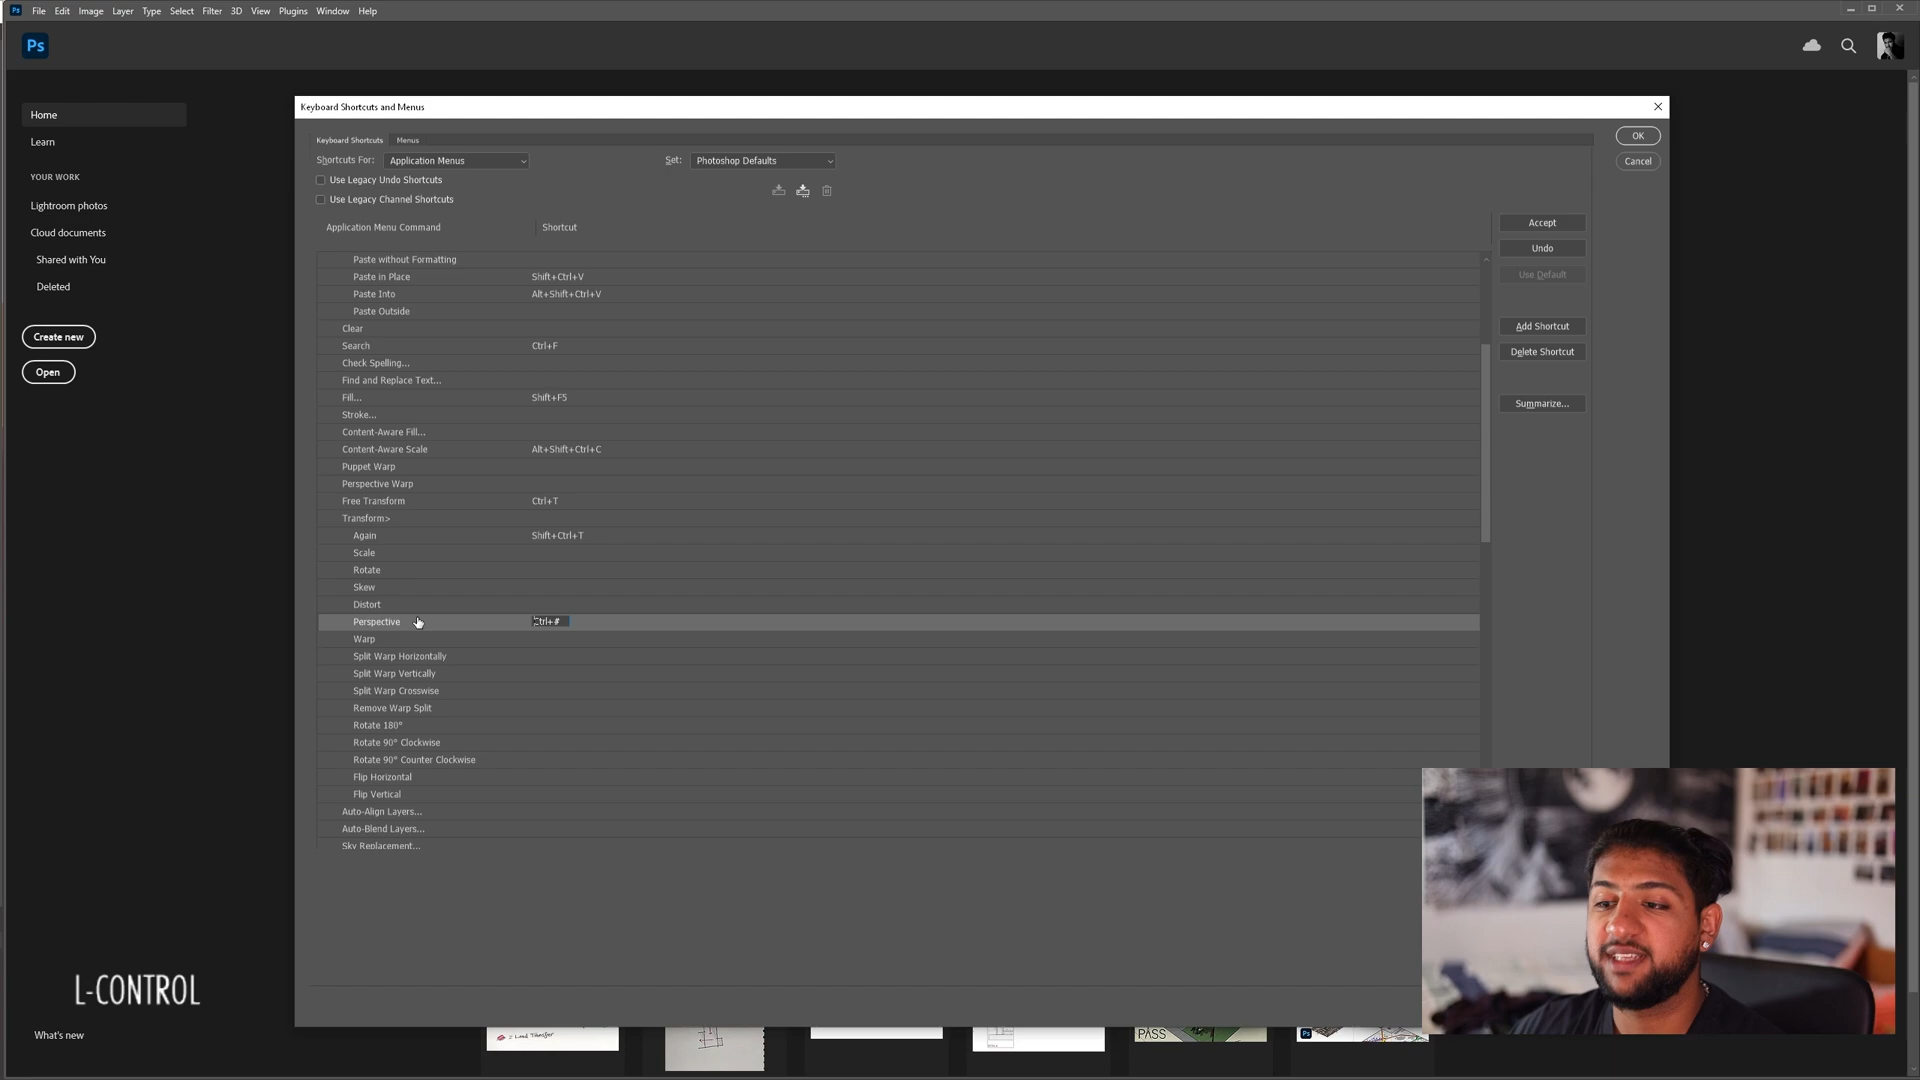 Ps File Edit Image Layer Type Select Filter 3D View Plugins Window Help
Ps
Home
Learn
YOUR WORK
Lightroom photos
Cloud documents
Shared with You
Deleted
Create new
Open
Keyboard Shortcuts and Menus
Keyboard Shortcuts Menus
OK
Shortcuts For: Application Menus Set: Photoshop Defaults
Cancel
Use Legacy Undo Shortcuts
Use Legacy Channel Shortcuts
Application Menu Command Shortcut
Accept
Undo
Use Default
Add Shortcut
Delete Shortcut
Summarize...
Paste without Formatting
Paste in Place Shift+Ctrl+V
Paste Into Alt+Shift+Ctrl+V
Paste Outside
Clear
Search Ctrl+F
Check Spelling...
Find and Replace Text...
Fill... Shift+F5
Stroke...
Content-Aware Fill...
Content-Aware Scale Alt+Shift+Ctrl+C
Puppet Warp
Perspective Warp
Free Transform Ctrl+T
Transform>
Again Shift+Ctrl+T
Scale
Rotate
Skew
Distort
Perspective Ctrl+#
Warp
Split Warp Horizontally
Split Warp Vertically
Split Warp Crosswise
Remove Warp Split
Rotate 180°
Rotate 90° Clockwise
Rotate 90° Counter Clockwise
Flip Horizontal
Flip Vertical
Auto-Align Layers...
Auto-Blend Layers...
Sky Replacement...
L-CONTROL
What's new
= Load Transfer
PASS
Ps